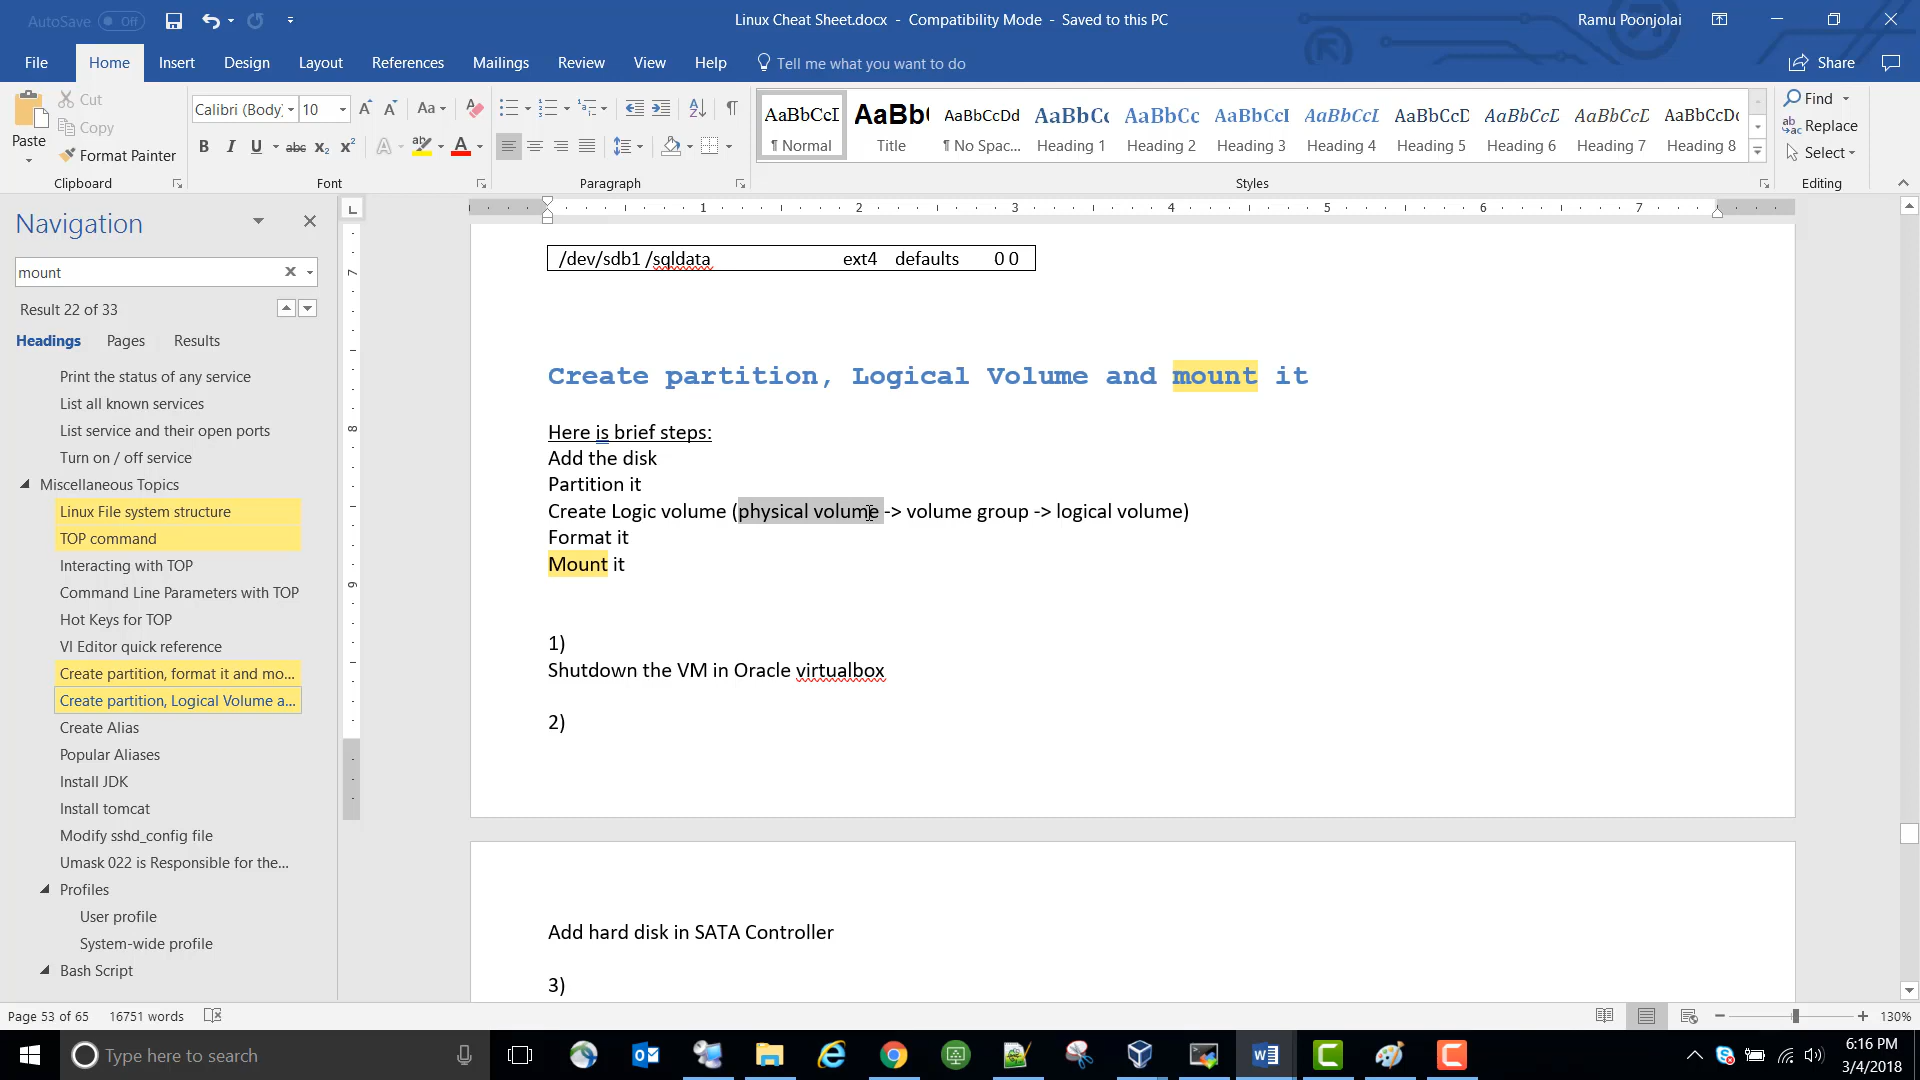 AutoSave Off
Linux Cheat Sheet.docx - Compatibility Mode - Saved to this PC
Ramu Poonjolai
File Home Insert Design Layout References Mailings Review View Help Tell me what you want to do
Share
Paste
Cut
Copy
Format Painter
Clipboard
Calibri (Body) 10
Font
Paragraph
AaBbCcI AaBb( AaBbCcDd AaBbCc AaBbCc AaBbCcI AaBbCcL AaBbCcD AaBbCcD AaBbCcD AaBbCcD
¶ Normal Title ¶ No Spac... Heading 1 Heading 2 Heading 3 Heading 4 Heading 5 Heading 6 Heading 7 Heading 8
Styles
Find
Replace
Select
Editing
Navigation
mount
Result 22 of 33
Headings Pages Results
Print the status of any service
List all known services
List service and their open ports
Turn on / off service
Miscellaneous Topics
Linux File system structure
TOP command
Interacting with TOP
Command Line Parameters with TOP
Hot Keys for TOP
VI Editor quick reference
Create partition, format it and mo...
Create partition, Logical Volume a...
Create Alias
Popular Aliases
Install JDK
Install tomcat
Modify sshd_config file
Umask 022 is Responsible for the...
Profiles
User profile
System-wide profile
Bash Script
1 2 3 4 5 6 7
7
8
9
/dev/sdb1 /sqldata ext4 defaults 0 0
Create partition, Logical Volume and mount it
Here is brief steps:
Add the disk
Partition it
Create Logic volume (physical volume -> volume group -> logical volume)
Format it
Mount it
1)
Shutdown the VM in Oracle virtualbox
2)
Add hard disk in SATA Controller
3)
Page 53 of 65 16751 words
130%
Type here to search
6:16 PM
3/4/2018